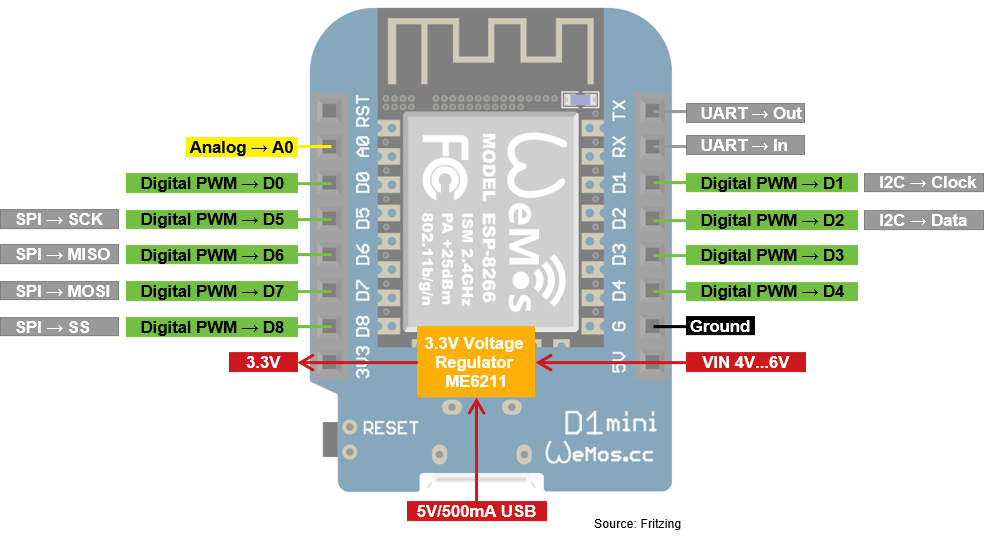 RST
TX
UART → Out
Analog → A0
A0
RX
UART → In
Digital PWM → D0
D0
D1
Digital PWM → D1
I2C → Clock
SPI → SCK
Digital PWM → D5
D5
D2
Digital PWM → D2
I2C → Data
SPI → MISO
Digital PWM → D6
D6
D3
Digital PWM → D3
SPI → MOSI
Digital PWM → D7
D7
D4
Digital PWM → D4
SPI → SS
Digital PWM → D8
D8
G
Ground
3.3V
3V3
5V
VIN 4V...6V
WeMos
MODEL ESP-8266
ISM 2.4GHz
PA +25dBm
802.11b/g/n
FC
3.3V Voltage
Regulator
ME6211
RESET
D1mini
WeMos.cc
5V/500mA USB
Source: Fritzing